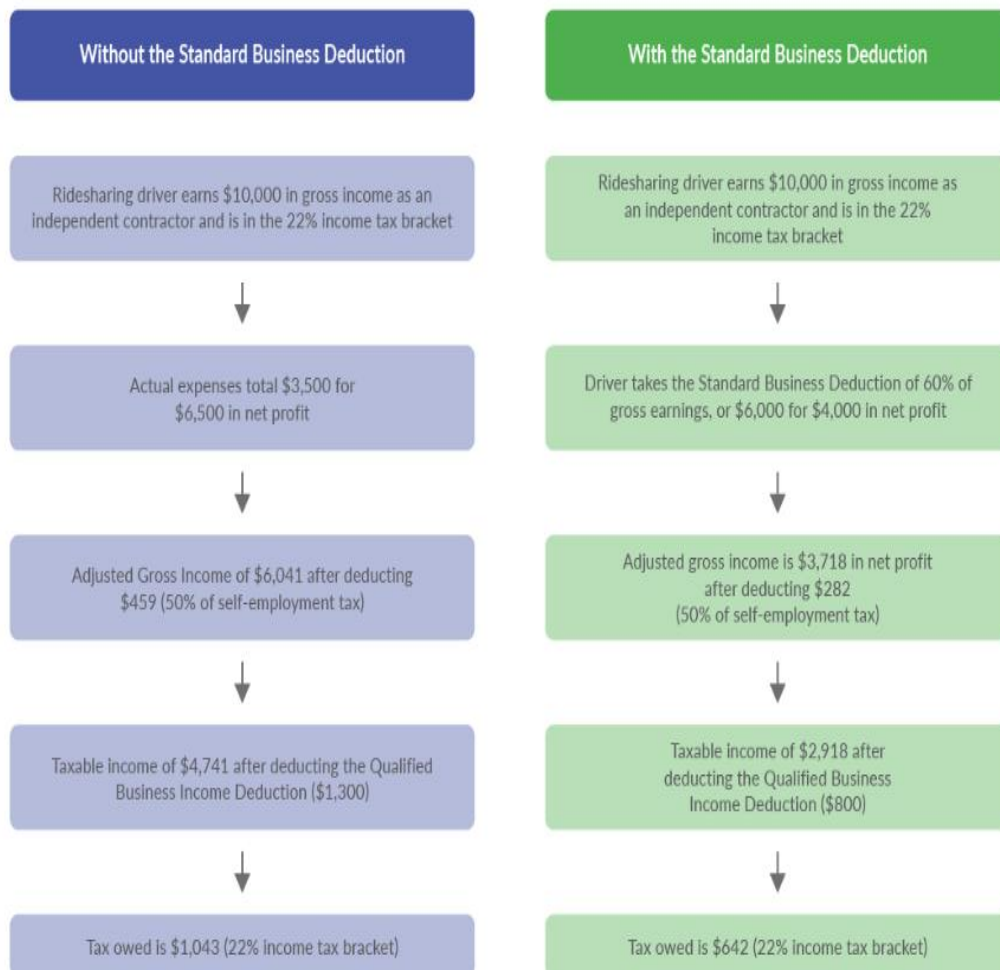 Without the Standard Business Deduction
Ridesharing driver earns $10,000 in gross income as an
independent contractor and is in the 22% income tax bracket
Actual expenses total $3,500 for
$6,500 in net profit
Adjusted Gross Income of $6,041 after deducting
$459 (50% of self-employment tax)
Taxable income of $4,741 after deducting the Qualified
Business Income Deduction ($1,300)
Tax owed is $1,043 (22% income tax bracket)
With the Standard Business Deduction
Ridesharing driver earns $10,000 in gross income as
an independent contractor and is in the 22%
income tax bracket
Driver takes the Standard Business Deduction of 60% of
gross earnings, or $6,000 for $4,000 in net profit
Adjusted gross income is $3,718 in net profit
after deducting $282
(50% of self-employment tax)
Taxable income of $2,918 after
deducting the Qualified Business
Income Deduction ($800)
Tax owed is $642 (22% income tax bracket)